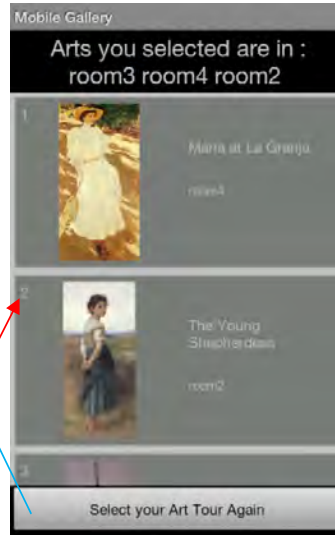 Mobile Gallery
Arts you selected are in :
room3 room4 room2
1
Maria at La Granja
room4
2
The Young
Shepherdess
room2
3
Select your Art Tour Again